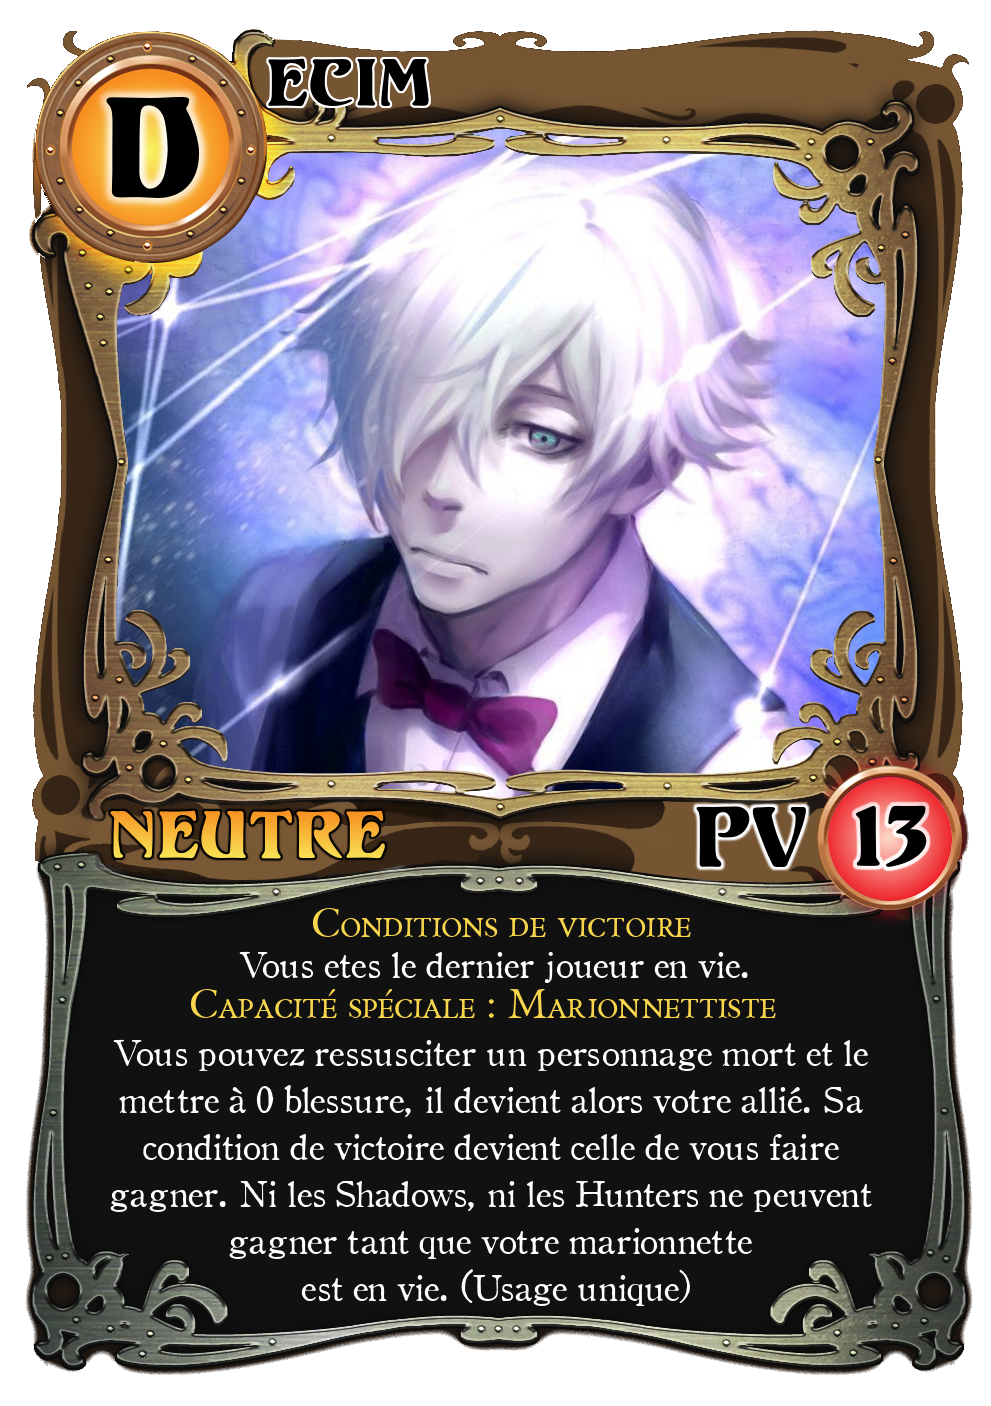 D ECIM
NEUTRE PV 13
Conditions de victoire
Vous etes le dernier joueur en vie.
Capacité spéciale : Marionnettiste
Vous pouvez ressusciter un personnage mort et le
mettre à 0 blessure, il devient alors votre allié. Sa
condition de victoire devient celle de vous faire
gagner. Ni les Shadows, ni les Hunters ne peuvent
gagner tant que votre marionnette
est en vie. (Usage unique)